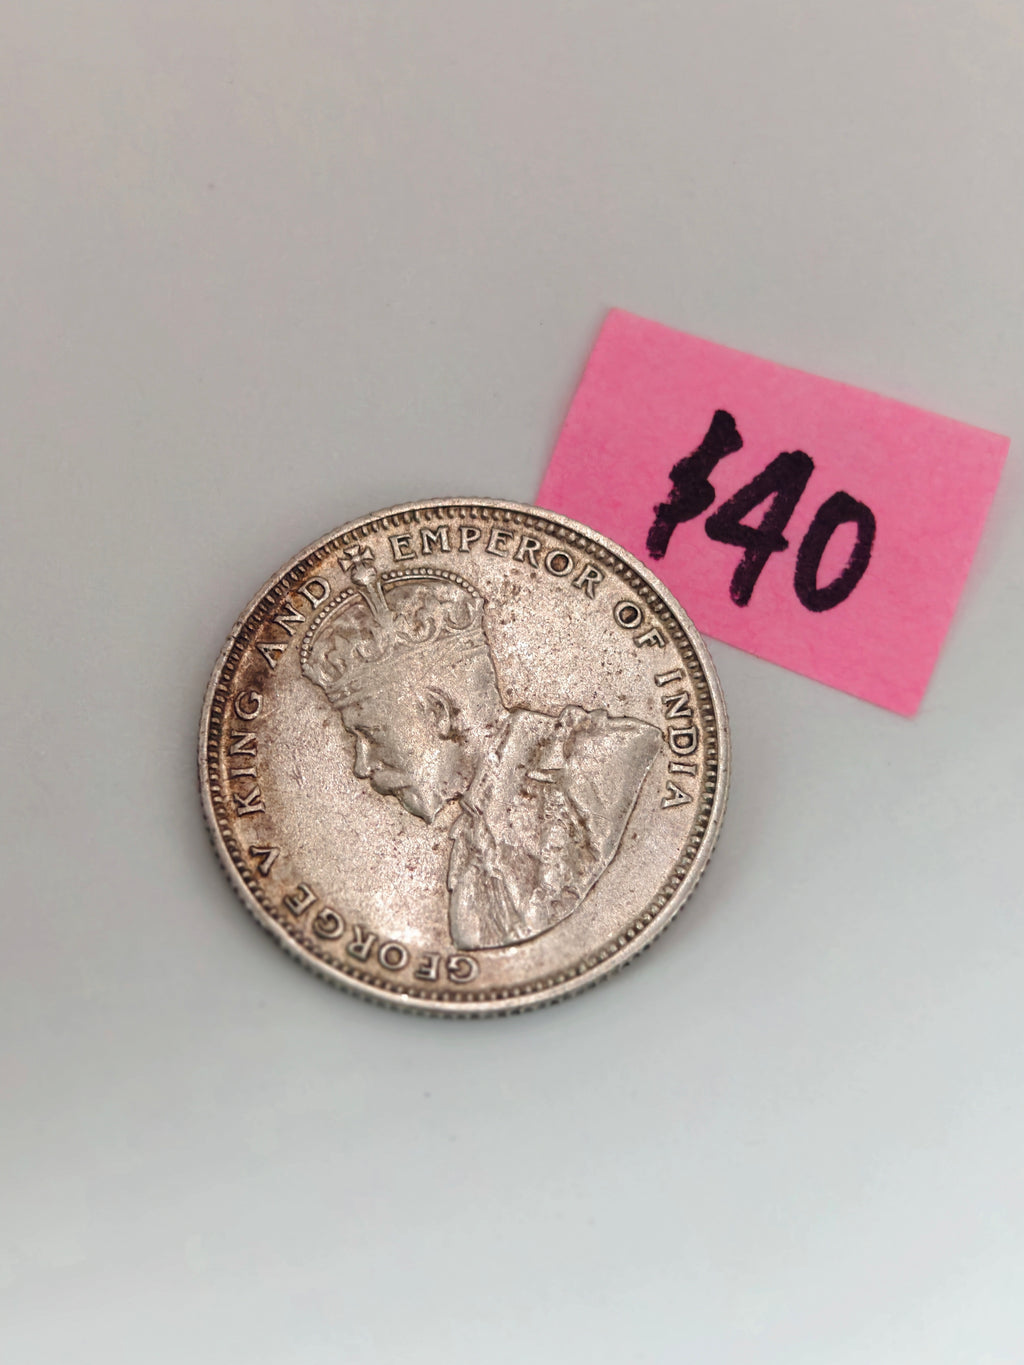 GEORGE V KING AND EMPEROR OF INDIA
$40